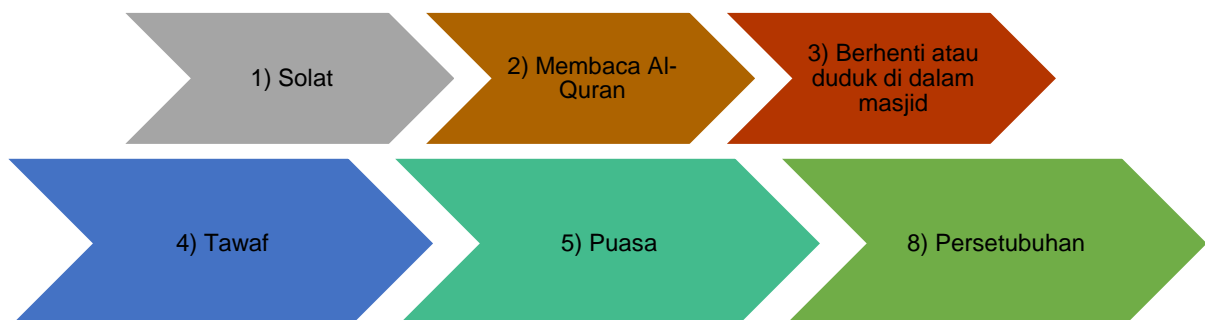 1) Solat
2) Membaca Al-
Quran
3) Berhenti atau
duduk di dalam
masjid
4) Tawaf
5) Puasa
8) Persetubuhan